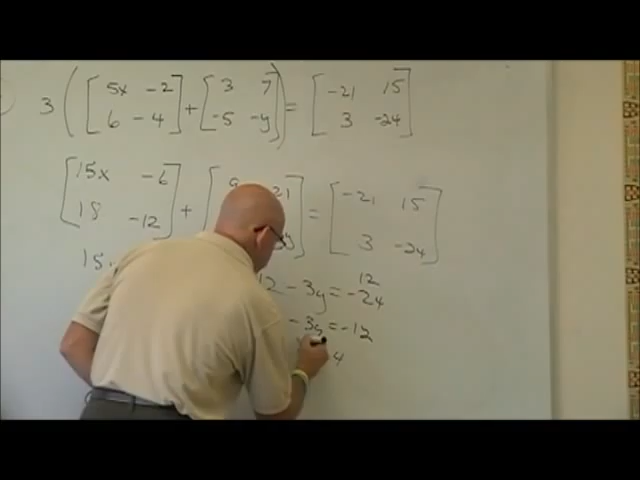 3 ( [ 5x -2 ] + [ 3 7 ] ) = [ -21 15 ]
6 -4 -5 -y 3 -24
[ 15x -6 ] + [ 9 21 ] = [ -21 15 ]
18 -12 3 -24
15
12 - 3y = -24
12
-3y = -12
4